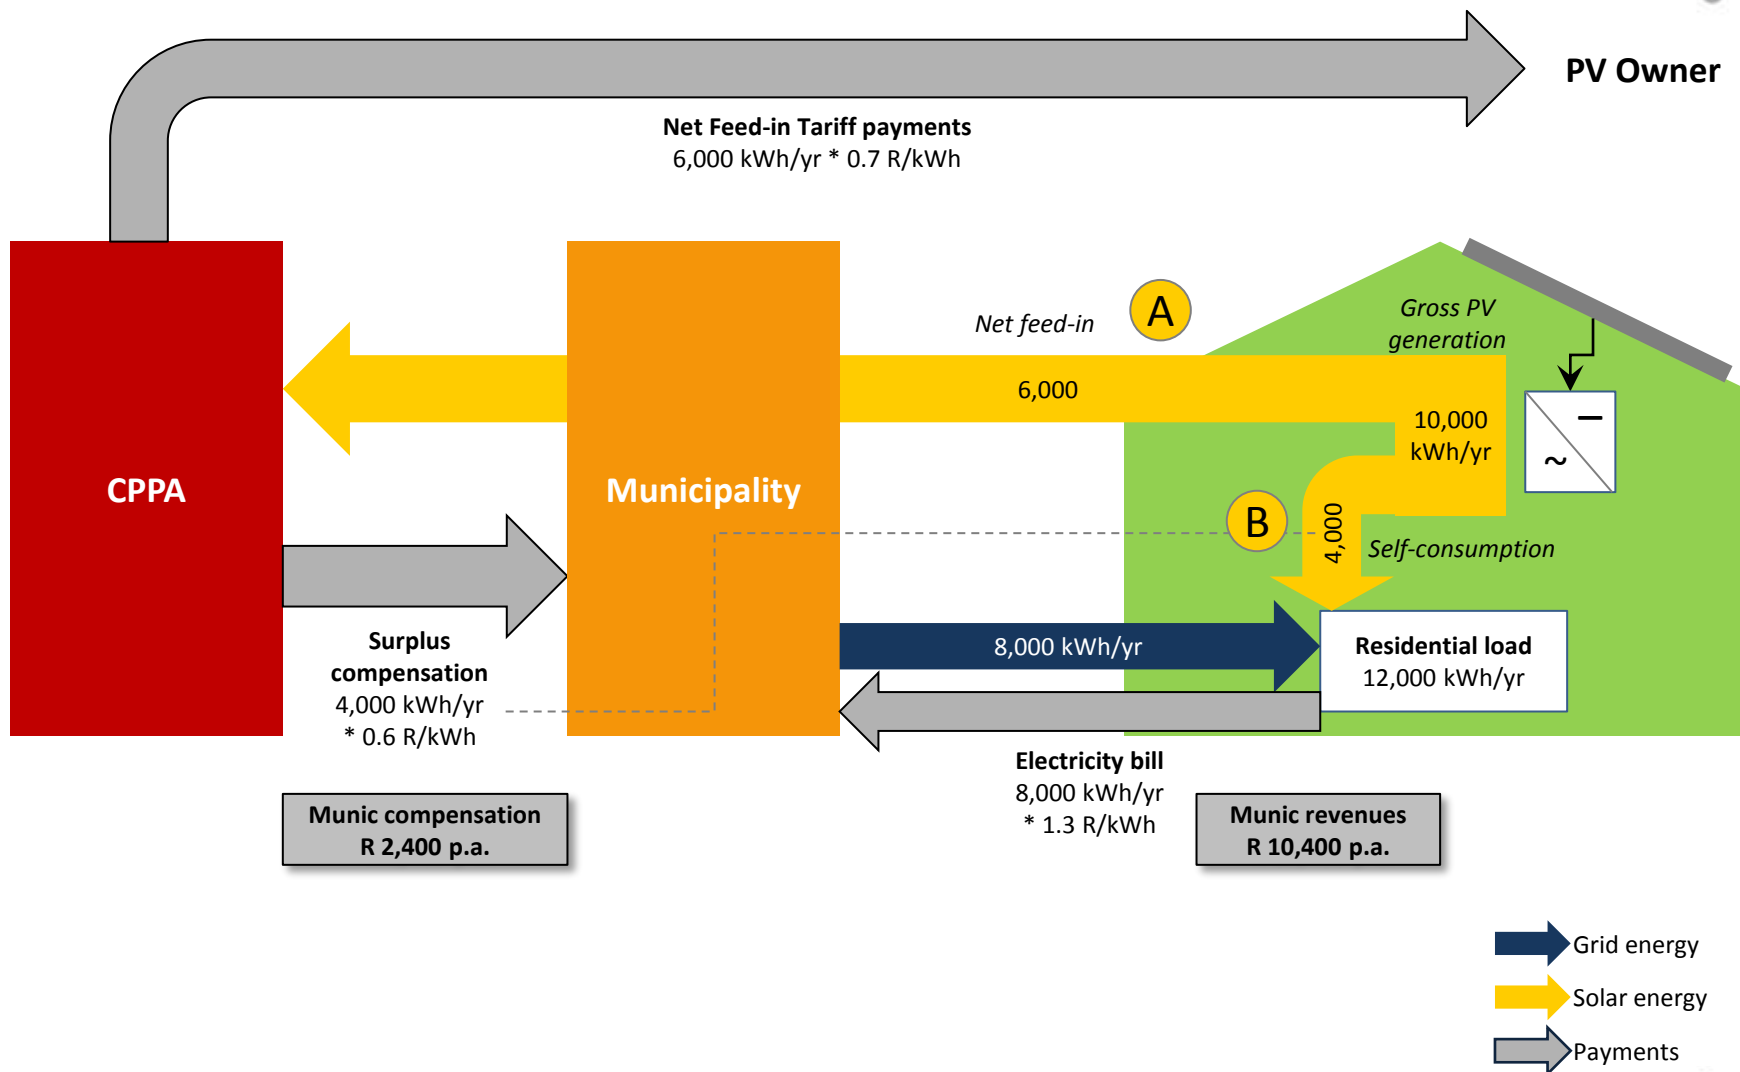 PV Owner
Net Feed-in Tariff payments
6,000 kWh/yr * 0.7 R/kWh
CPPA
Municipality
Net feed-in
A
Gross PV
generation
6,000
10,000
kWh/yr
–
~
B
4,000
Self-consumption
Surplus
compensation
4,000 kWh/yr
* 0.6 R/kWh
8,000 kWh/yr
Residential load
12,000 kWh/yr
Electricity bill
8,000 kWh/yr
* 1.3 R/kWh
Munic compensation
R 2,400 p.a.
Munic revenues
R 10,400 p.a.
Grid energy
Solar energy
Payments